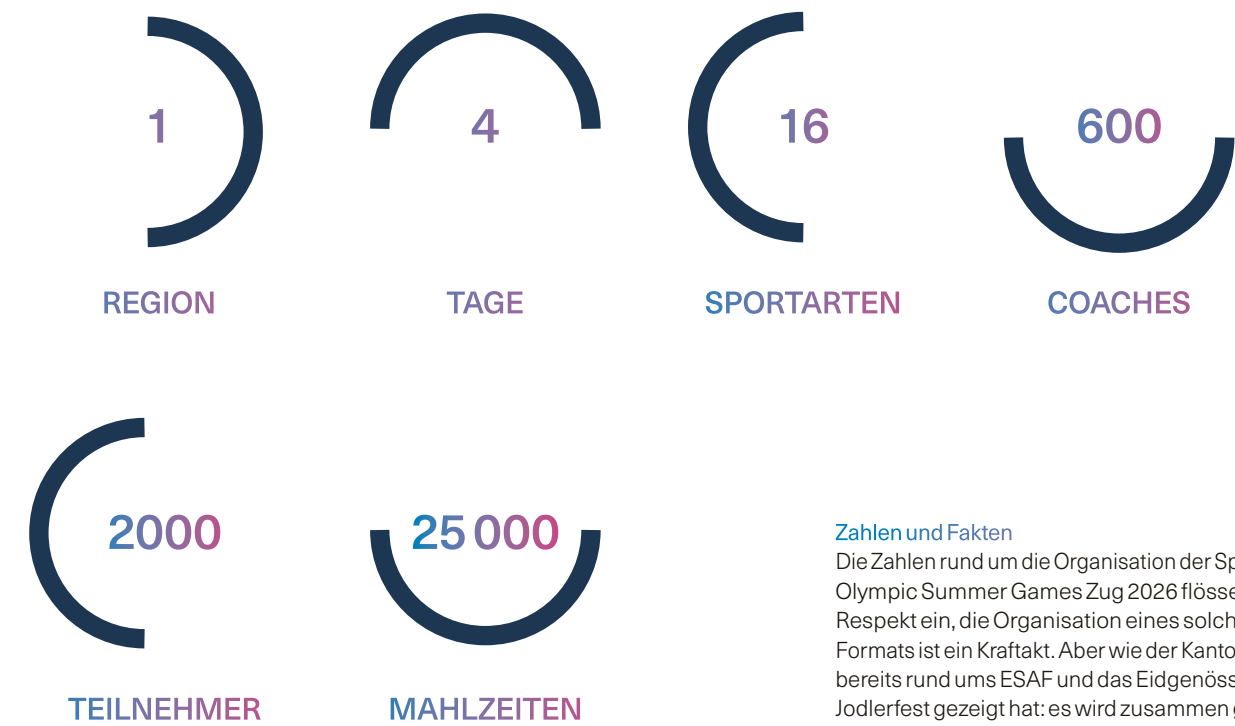 1
REGION
4
TAGE
16
SPORTARTEN
600
COACHES
2000
TEILNEHMER
25 000
MAHLZEITEN
Zahlen und Fakten
Die Zahlen rund um die Organisation der
Olympic Summer Games Zug 2026
Respekt ein, die Organisation eines
Formats ist ein Kraftakt. Aber wie der
bereits rund ums ESAF und das
Jodlerfest gezeigt hat: es wird zusammen